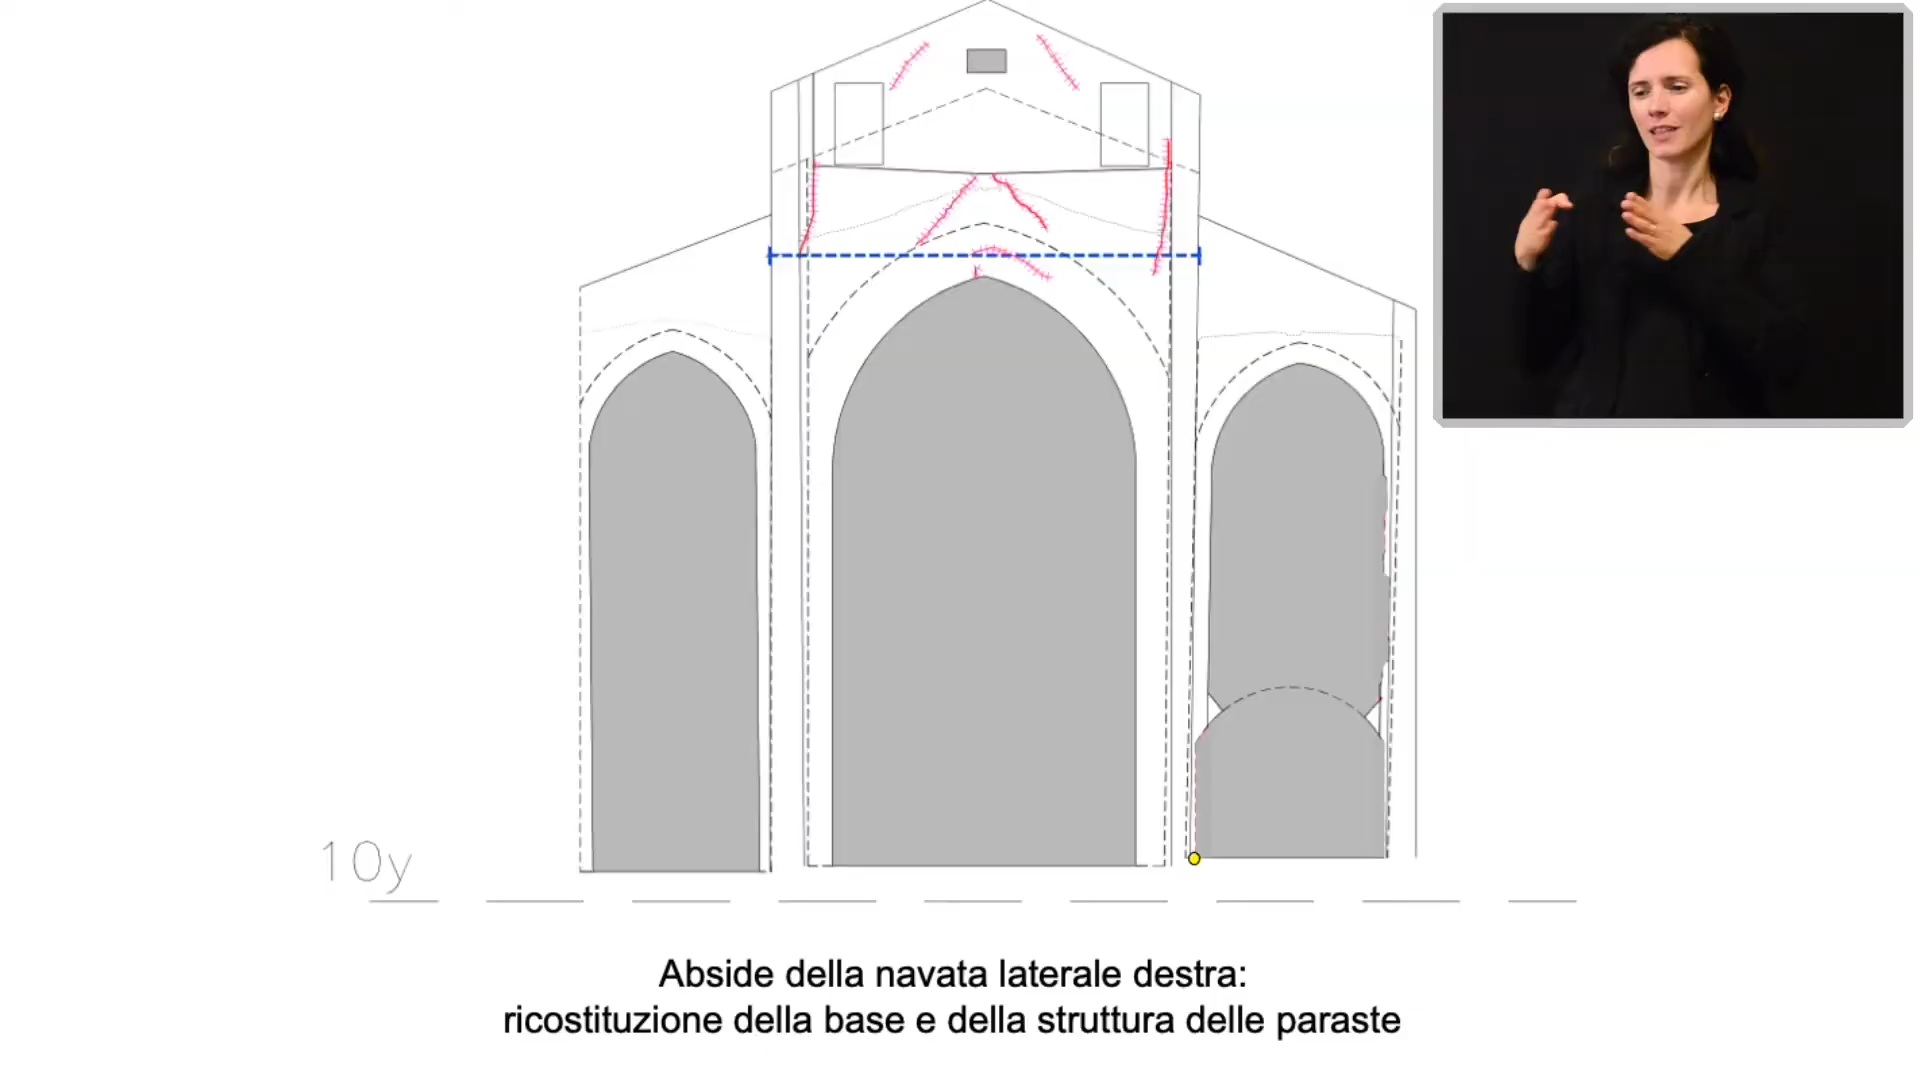 10y
Abside della navata laterale destra:
ricostituzione della base e della struttura delle paraste